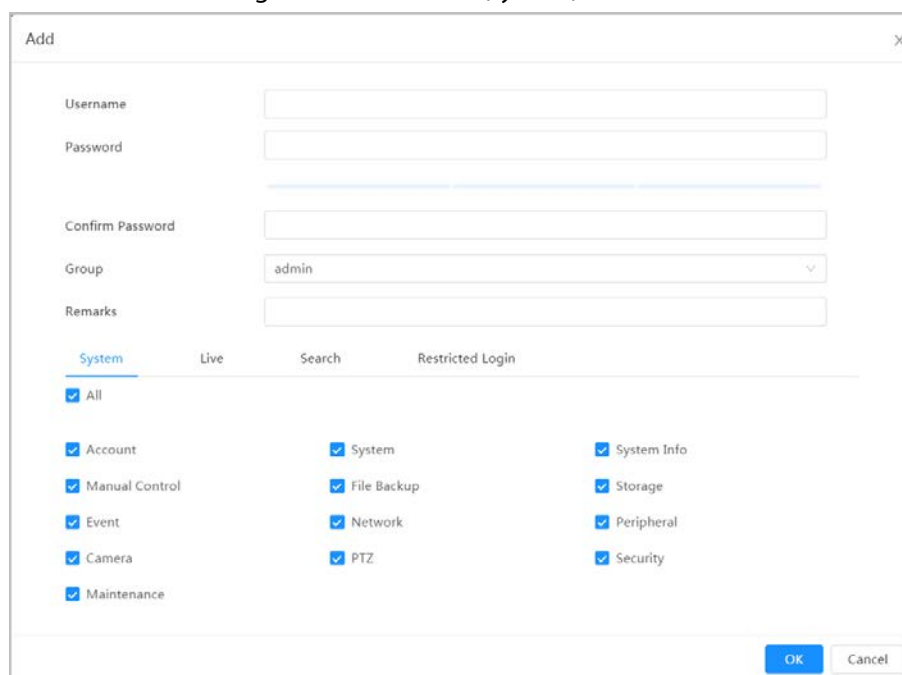 Add
Username
Password
Confirm Password
Group admin
Remarks
System Live Search Restricted Login
All
Account System System Info
Manual Control File Backup Storage
Event Network Peripheral
Camera PTZ Security
Maintenance
OK Cancel